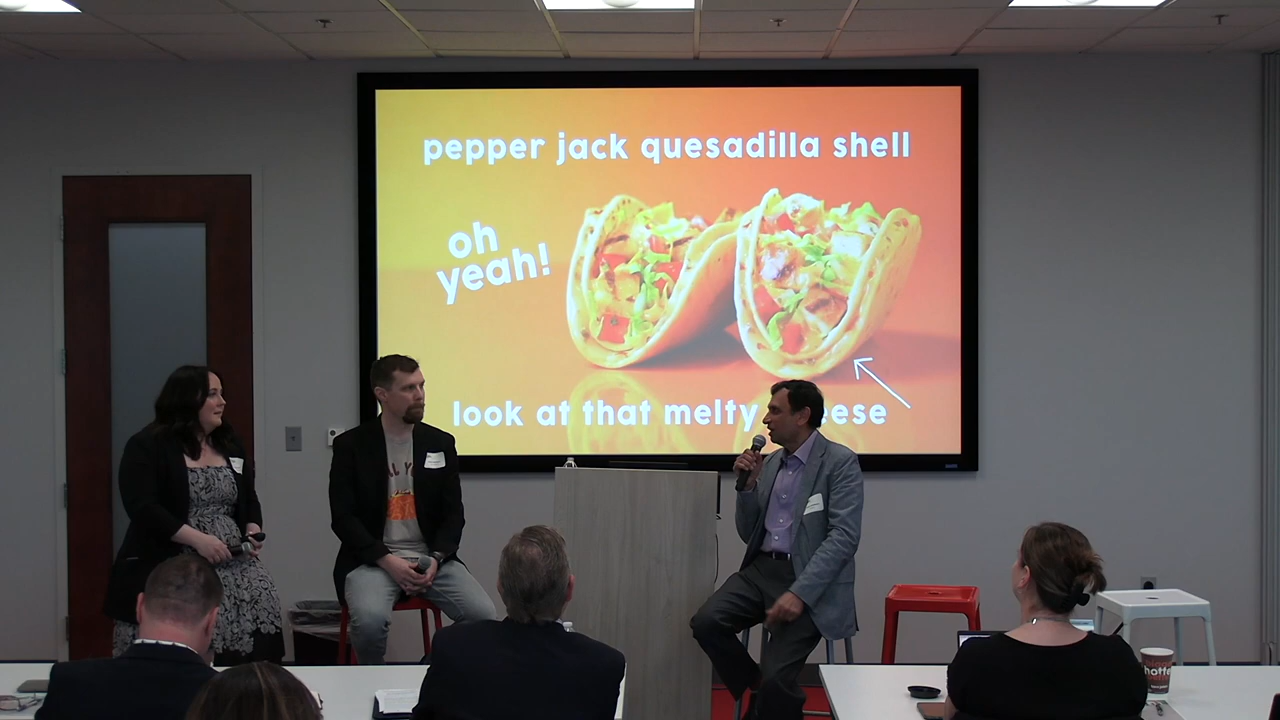 pepper jack quesadilla shell
oh
yeah!
look at that melty